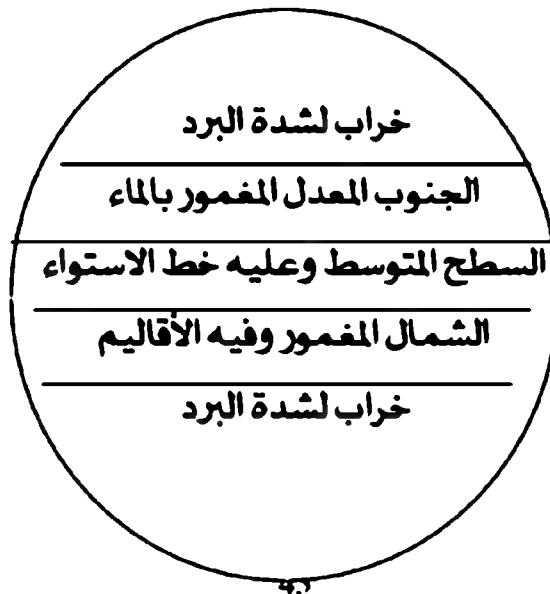 خراب لشدة البرد
الجنوب المعدل المغمور بالماء
السطح المتوسط وعليه خط الاستواء
الشمال المغمور وفيه الأقاليم
خراب لشدة البرد